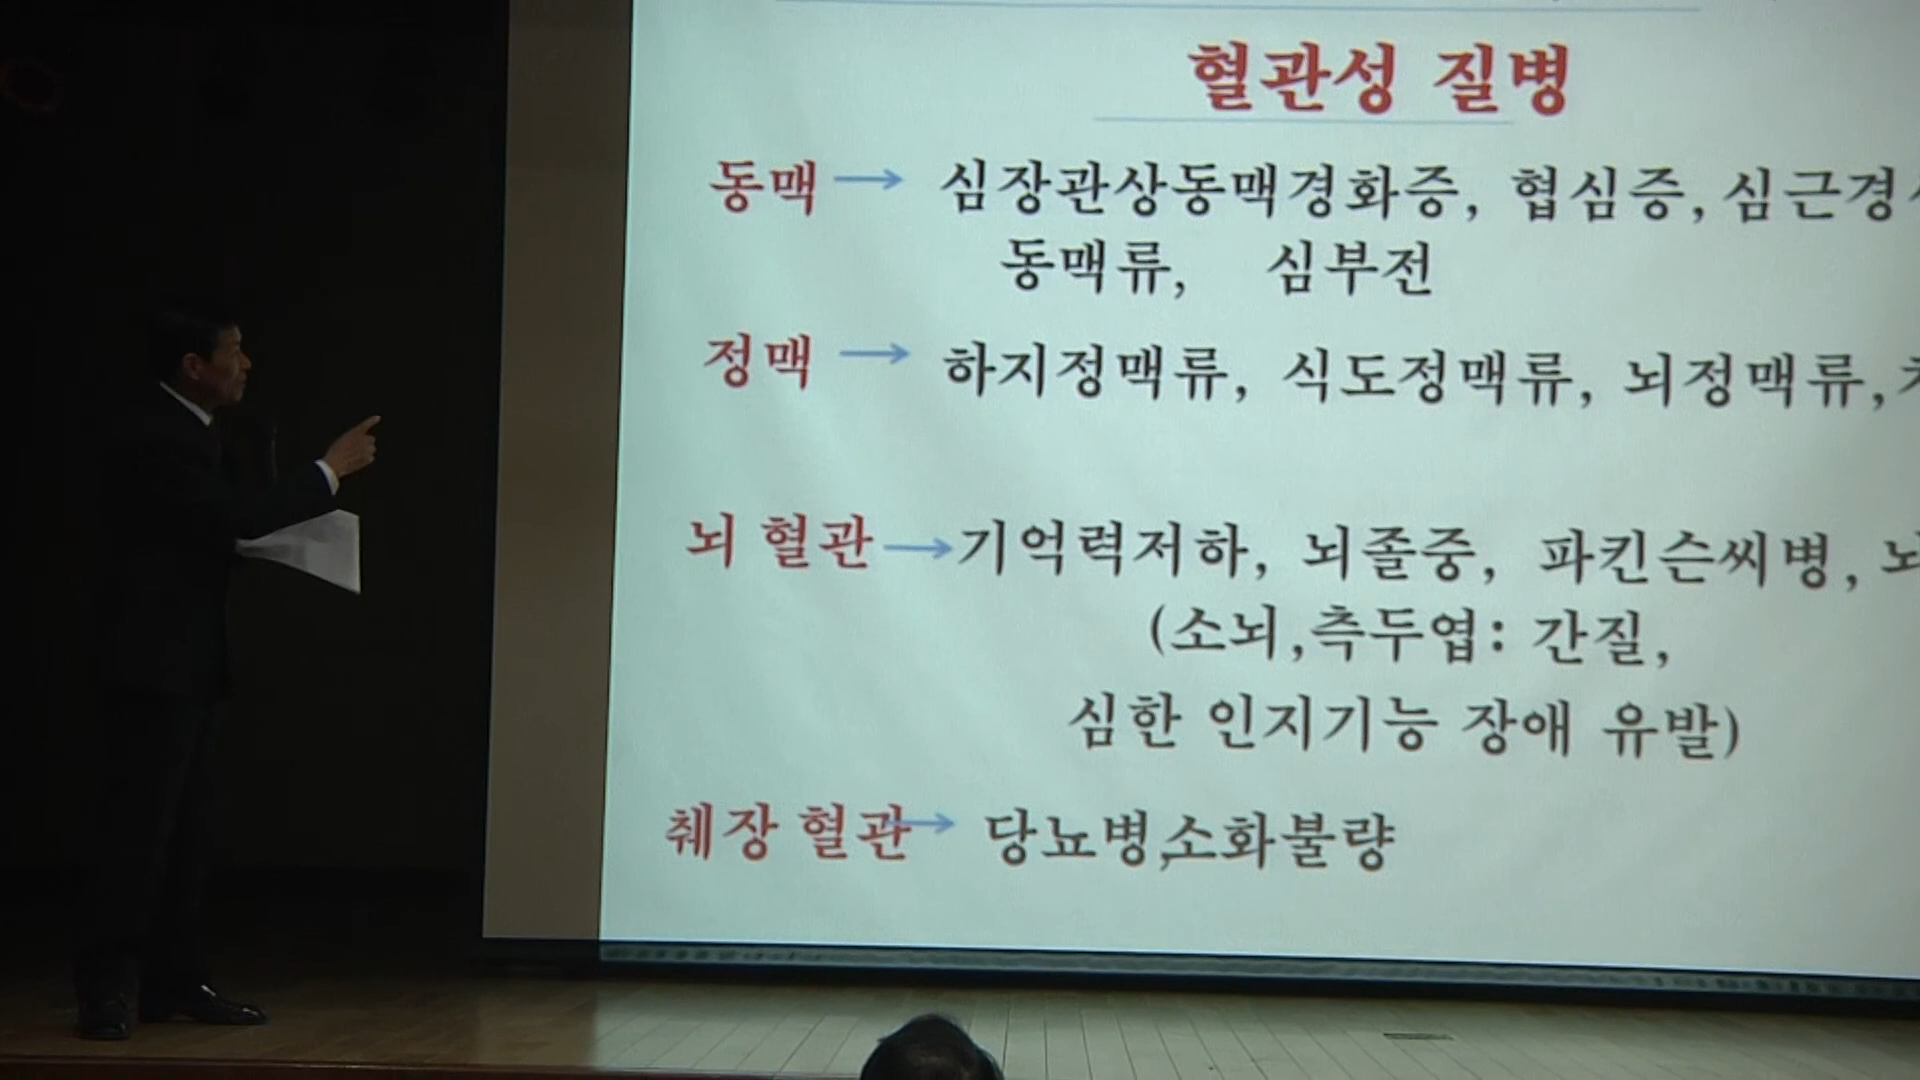 혈관성 질병
동맥 → 심장관상동맥경화증, 협심증, 심근경
동맥류, 심부전
정맥 → 하지정맥류, 식도정맥류, 뇌정맥류,
뇌 혈관 → 기억력저하, 뇌졸중, 파킨슨씨병, 뇌
(소뇌,측두엽: 간질,
심한 인지기능 장애 유발)
췌장 혈관 → 당뇨병,소화불량